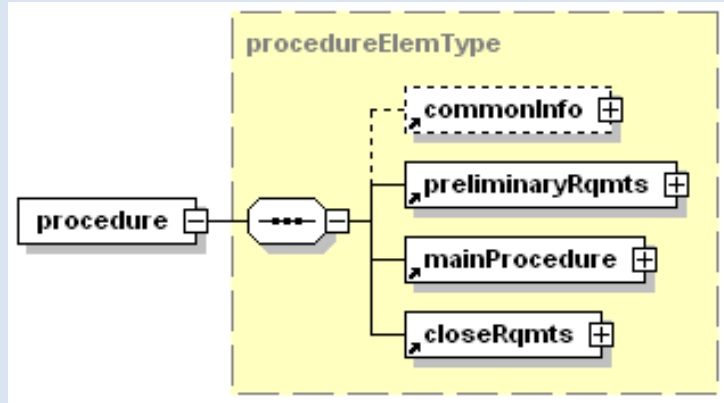 procedureElemType
commonInfo
preliminaryRqmts
procedure
mainProcedure
closeRqmts